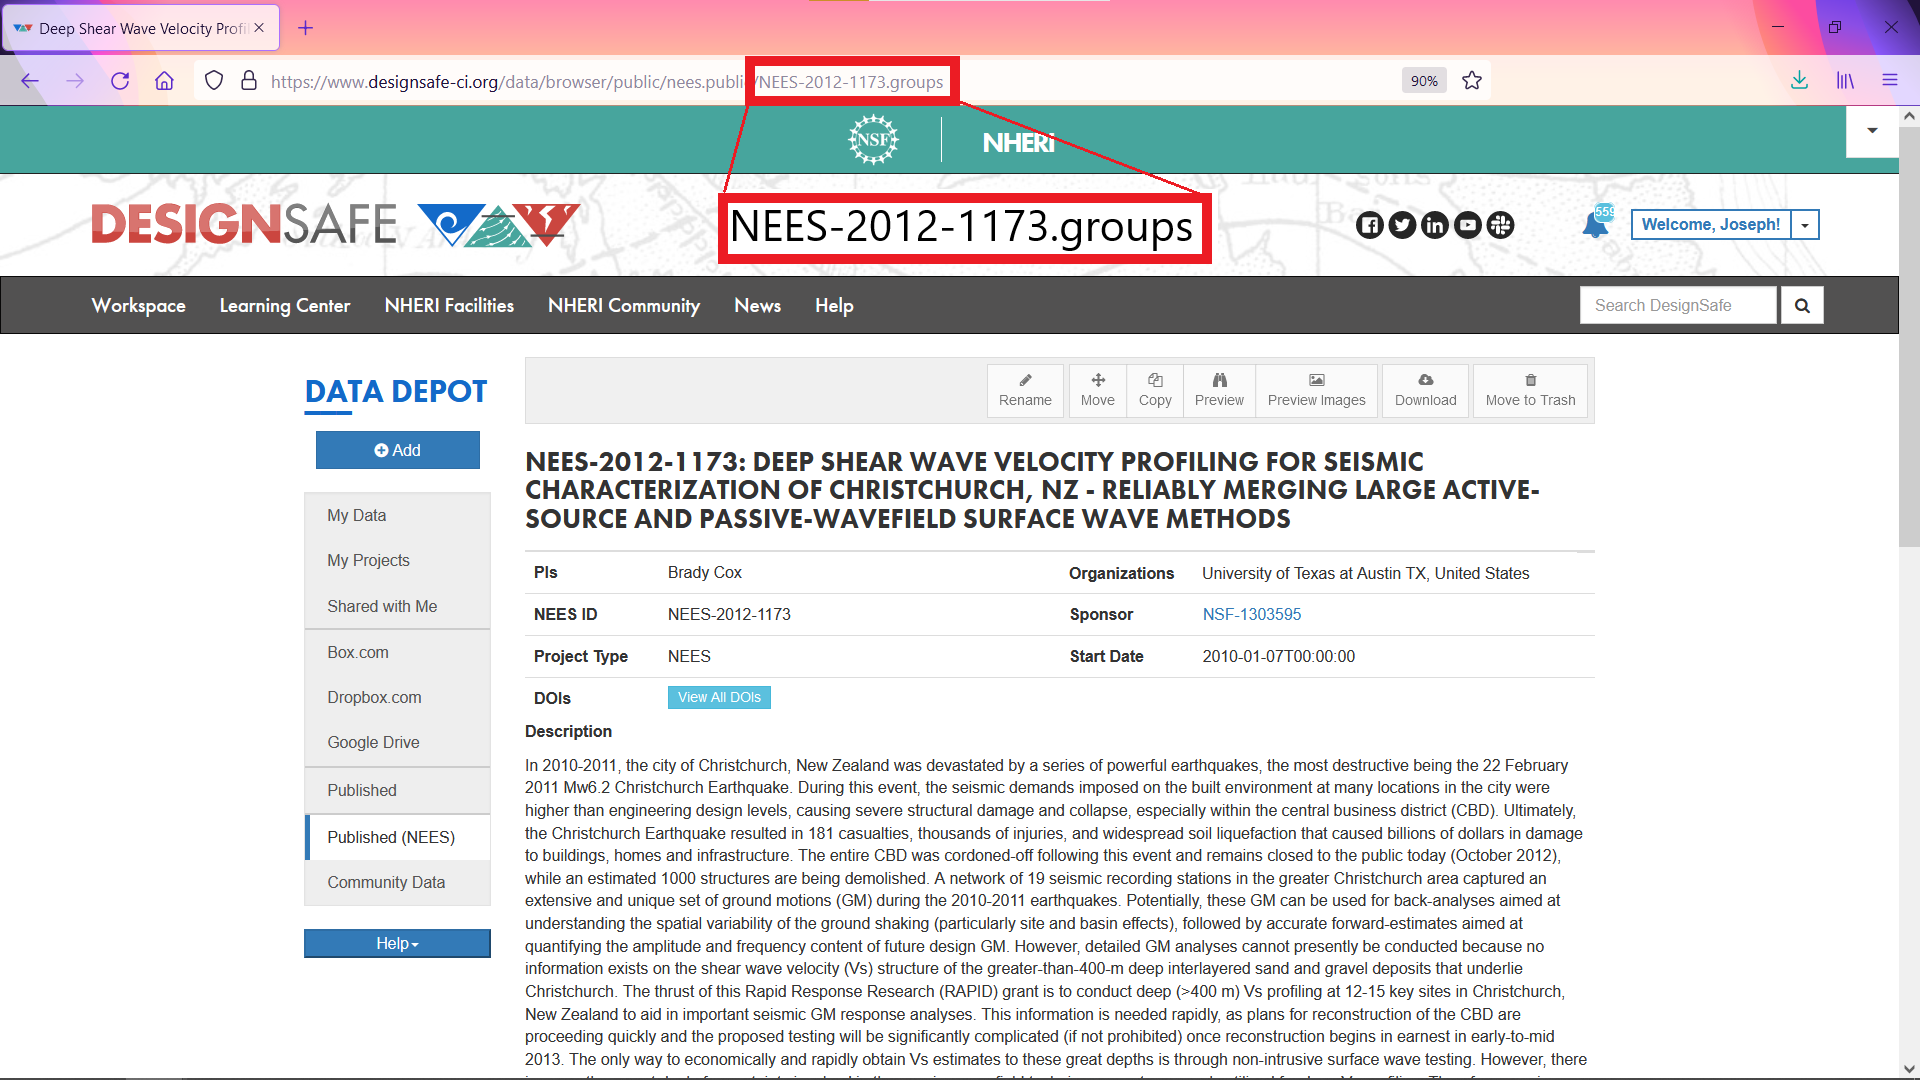 Deep Shear Wave Velocity Profi
https://www.designsafe-ci.org/data/browser/public/nees.publi /NEES-2012-1173.groups
90%
NSF
NHERI
DESIGNSAFE
NEES-2012-1173.groups
559
Welcome, Joseph!
Workspace
Learning Center
NHERI Facilities
NHERI Community
News
Help
Search DesignSafe
DATA DEPOT
Add
My Data
My Projects
Shared with Me
Box.com
Dropbox.com
Google Drive
Published
Published (NEES)
Community Data
Help
Rename
Move
Copy
Preview
Preview Images
Download
Move to Trash
NEES-2012-1173: DEEP SHEAR WAVE VELOCITY PROFILING FOR SEISMIC
CHARACTERIZATION OF CHRISTCHURCH, NZ - RELIABLY MERGING LARGE ACTIVE-
SOURCE AND PASSIVE-WAVEFIELD SURFACE WAVE METHODS
PIs Brady Cox Organizations University of Texas at Austin TX, United States
NEES ID NEES-2012-1173 Sponsor NSF-1303595
Project Type NEES Start Date 2010-01-07T00:00:00
DOIs View All DOIs
Description
In 2010-2011, the city of Christchurch, New Zealand was devastated by a series of powerful earthquakes, the most destructive being the 22 February
2011 Mw6.2 Christchurch Earthquake. During this event, the seismic demands imposed on the built environment at many locations in the city were
higher than engineering design levels, causing severe structural damage and collapse, especially within the central business district (CBD). Ultimately,
the Christchurch Earthquake resulted in 181 casualties, thousands of injuries, and widespread soil liquefaction that caused billions of dollars in damage
to buildings, homes and infrastructure. The entire CBD was cordoned-off following this event and remains closed to the public today (October 2012),
while an estimated 1000 structures are being demolished. A network of 19 seismic recording stations in the greater Christchurch area captured an
extensive and unique set of ground motions (GM) during the 2010-2011 earthquakes. Potentially, these GM can be used for back-analyses aimed at
understanding the spatial variability of the ground shaking (particularly site and basin effects), followed by accurate forward-estimates aimed at
quantifying the amplitude and frequency content of future design GM. However, detailed GM analyses cannot presently be conducted because no
information exists on the shear wave velocity (Vs) structure of the greater-than-400-m deep interlayered sand and gravel deposits that underlie
Christchurch. The thrust of this Rapid Response Research (RAPID) grant is to conduct deep (>400 m) Vs profiling at 12-15 key sites in Christchurch,
New Zealand to aid in important seismic GM response analyses. This information is needed rapidly, as plans for reconstruction of the CBD are
proceeding quickly and the proposed testing will be significantly complicated (if not prohibited) once reconstruction begins in earnest in early-to-mid
2013. The only way to economically and rapidly obtain Vs estimates to these great depths is through non-intrusive surface wave testing. However, there